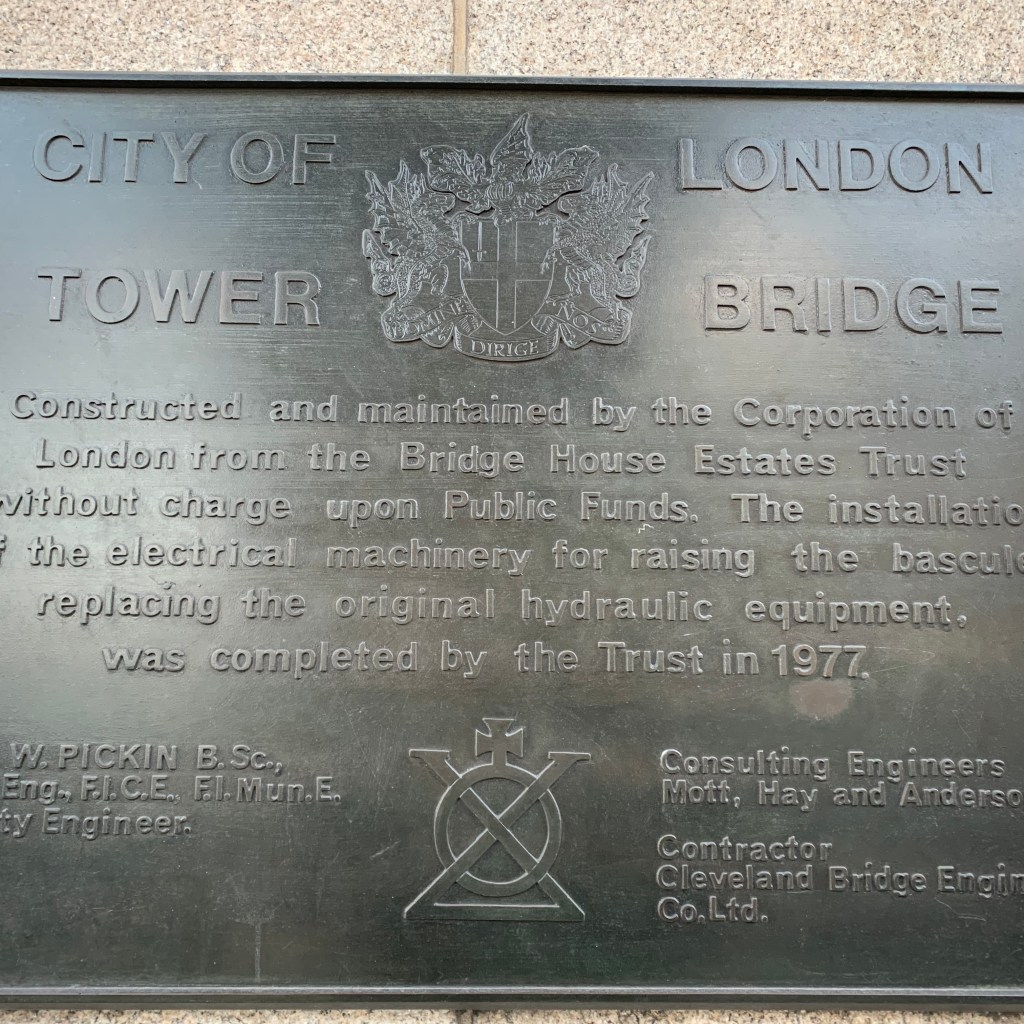 CITY OF LONDON
TOWER BRIDGE
DIRIGE
Constructed and maintained by the Corporation of
London from the Bridge House Estates Trust
without charge upon Public Funds. The installatio
f the electrical machinery for raising the bascule
replacing the original hydraulic equipment,
was completed by the Trust in 1977.
W. PICKIN B.Sc.,
Eng., F.I.C.E., F.I.Mun.E.
ty Engineer.
Consulting Engineers
Mott, Hay and Anderso
Contractor
Cleveland Bridge Engin
Co. Ltd.